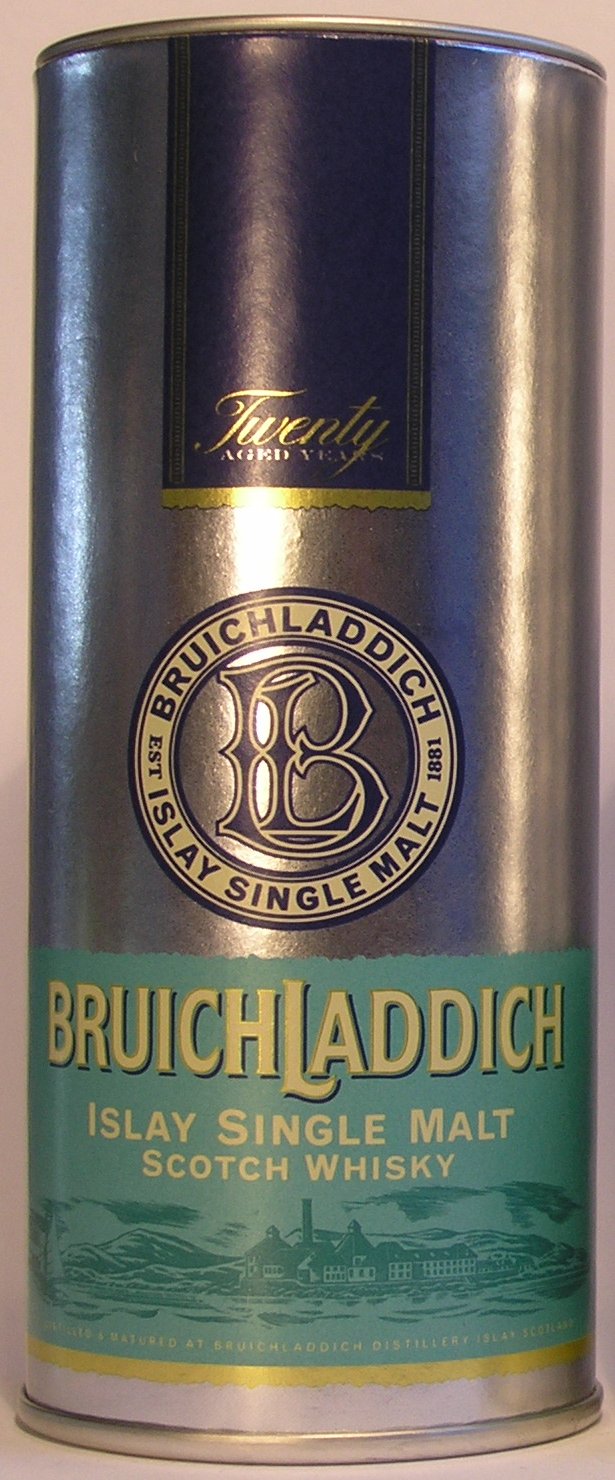 Twenty
AGED YEARS
BRUICHLADDICH
EST 1881
ISLAY SINGLE MALT
BL
BRUICHLADDICH
ISLAY SINGLE MALT
SCOTCH WHISKY
DISTILLED & MATURED AT BRUICHLADDICH DISTILLERY ISLAY SCOTLAND